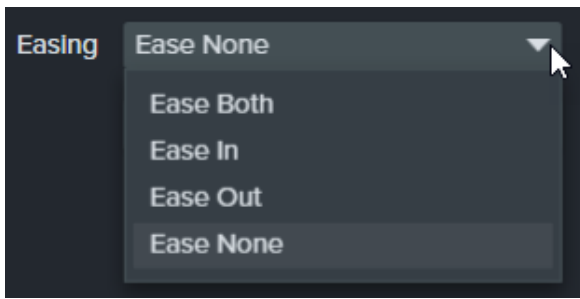 Easing Ease None
Ease Both
Ease In
Ease Out
Ease None